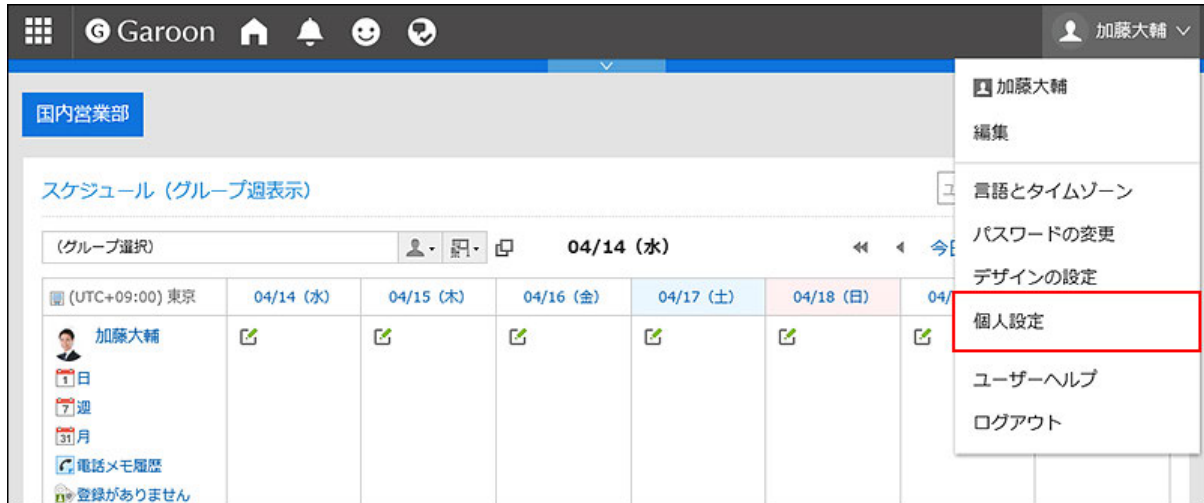 Garoon
加藤大輔
国内営業部
スケジュール（グループ週表示）
(グループ選択)
04/14（水）
今日
(UTC+09:00) 東京
04/14（水）
04/15（木）
04/16（金）
04/17（土）
04/18（日）
04/
加藤大輔
1 日
7 週
31 月
電話メモ履歴
登録がありません
加藤大輔
編集
言語とタイムゾーン
パスワードの変更
デザインの設定
個人設定
ユーザーヘルプ
ログアウト